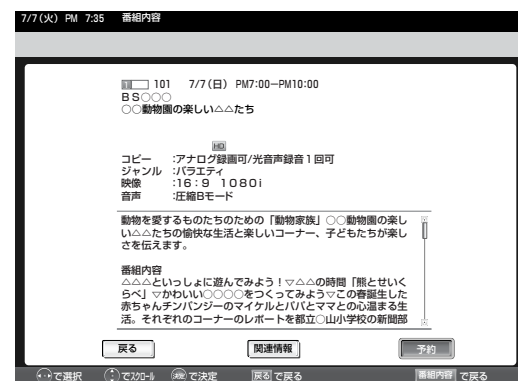 7/7(火) PM 7:35 番組内容
1 101 7/7(日) PM7:00−PM10:00
BS○○○
○○動物園の楽しい△△たち
HD
コピー :アナログ録画可/光音声録音1回可
ジャンル :バラエティ
映像 :16:9 1080i
音声 :圧縮Bモード
動物を愛するものたちのための「動物家族」○○動物園の楽し
い△△たちの愉快な生活と楽しいコーナー、子どもたちが楽し
さを伝えます。
番組内容
△△△といっしょに遊んでみよう！▽△△の時間「熊とせいく
らべ」▽かわいい○○○○をつくってみよう▽この春誕生した
赤ちゃんチンパンジーのマイケルとパパとママとの心温まる生
活。それぞれのコーナーのレポートを都立○山小学校の新聞部
戻る 関連情報 予約
で選択 でスクロール 決定 で決定 戻る で戻る 番組内容 で戻る